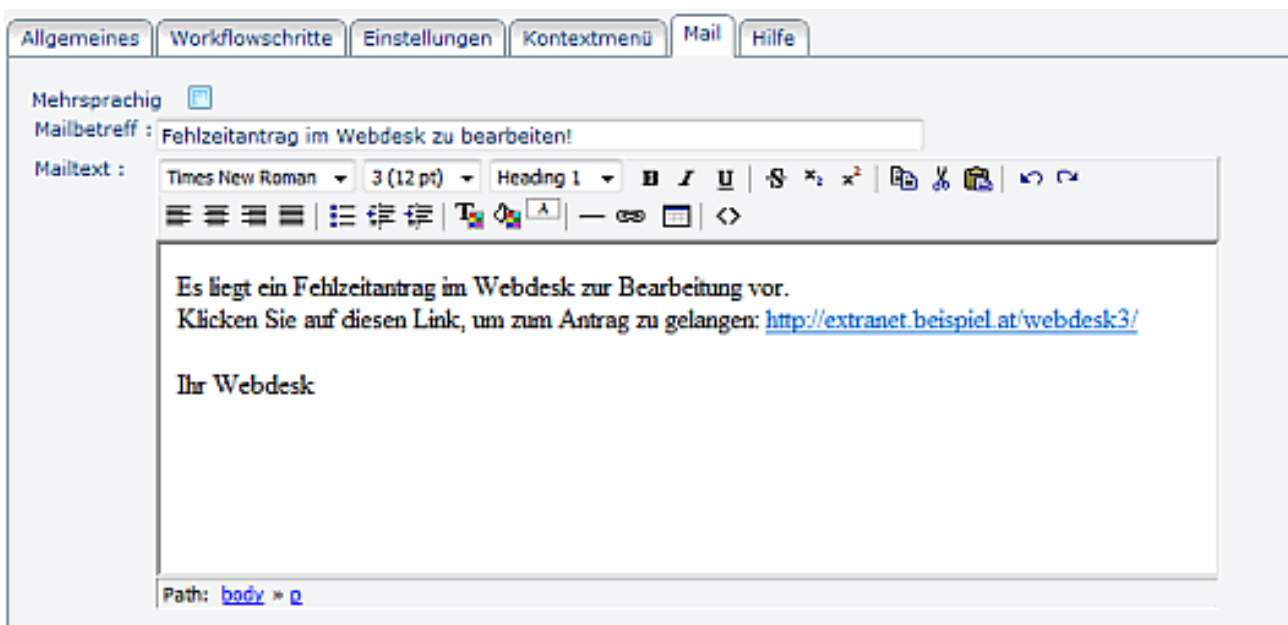 Allgemeines Workflowschritte Einstellungen Kontextmenü Mail Hilfe
Mehrsprachig
Mailbetreff : Fehlzeitantrag im Webdesk zu bearbeiten!
Mailtext : Times New Roman 3 (12 pt) Heading 1 B I U S x₂ x²
T A
Es liegt ein Fehlzeitantrag im Webdesk zur Bearbeitung vor.
Klicken Sie auf diesen Link, um zum Antrag zu gelangen: http://extranet.beispiel.at/webdesk3/
Ihr Webdesk
Path: body » p